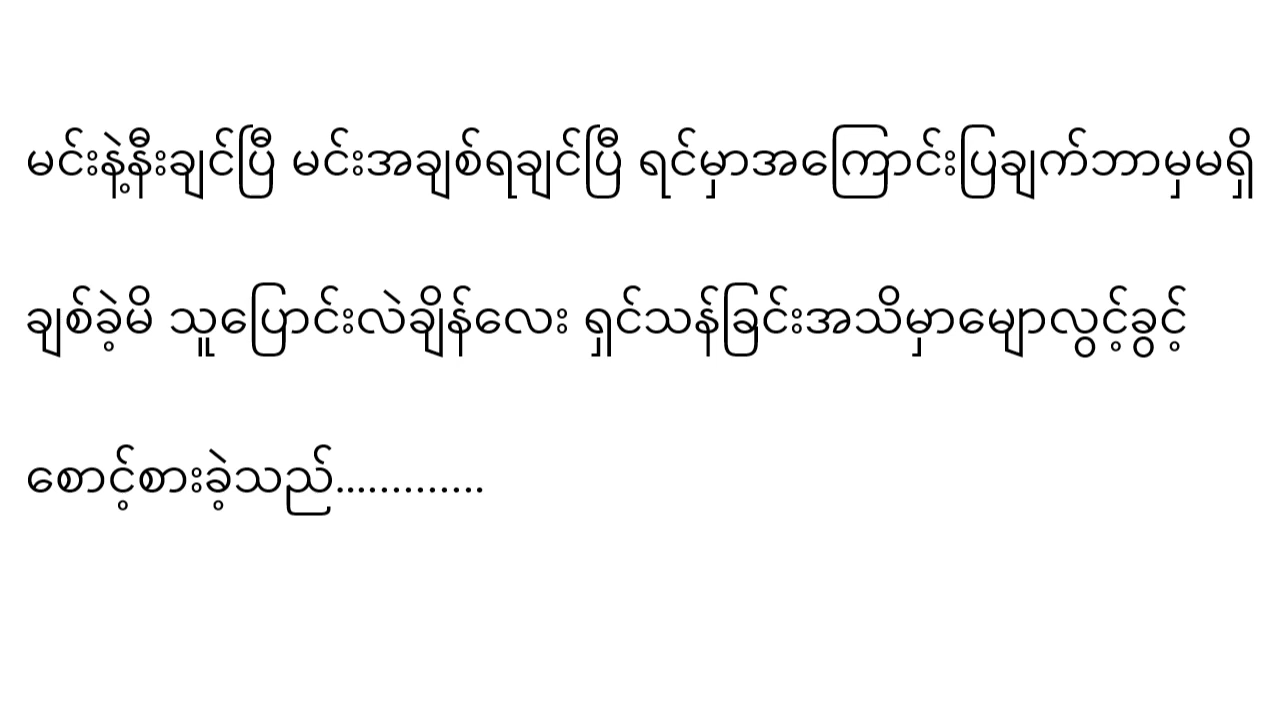 မင်းနဲ့နီးချင်ပြီ မင်းအချစ်ရချင်ပြီ ရင်မှာအကြောင်းပြချက်ဘာမှမရှိ
ချစ်ခဲ့မိ သူပြောင်းလဲချိန်လေး ရှင်သန်ခြင်းအသိမှာမျောလွင့်ခွင့်
စောင့်စားခဲ့သည်.............